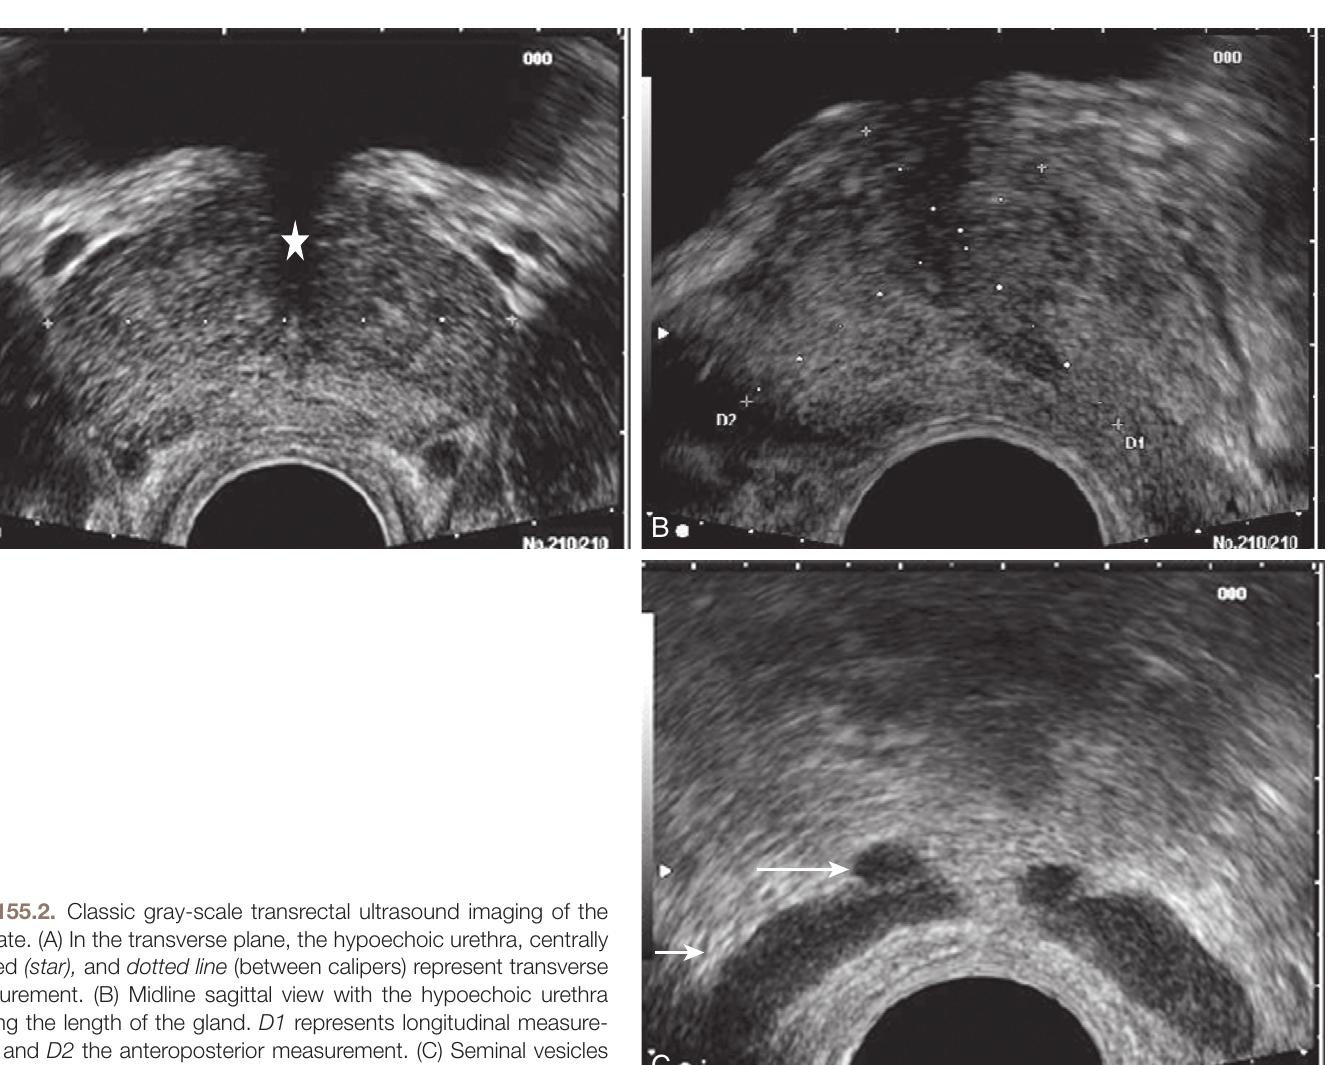 000
No.210/210
000
D2
D1
B
No.210/210
000
C
155.2. Classic gray-scale transrectal ultrasound imaging of the
ate. (A) In the transverse plane, the hypoechoic urethra, centrally
ed (star), and dotted line (between calipers) represent transverse
urement. (B) Midline sagittal view with the hypoechoic urethra
ng the length of the gland. D1 represents longitudinal measure-
and D2 the anteroposterior measurement. (C) Seminal vesicles